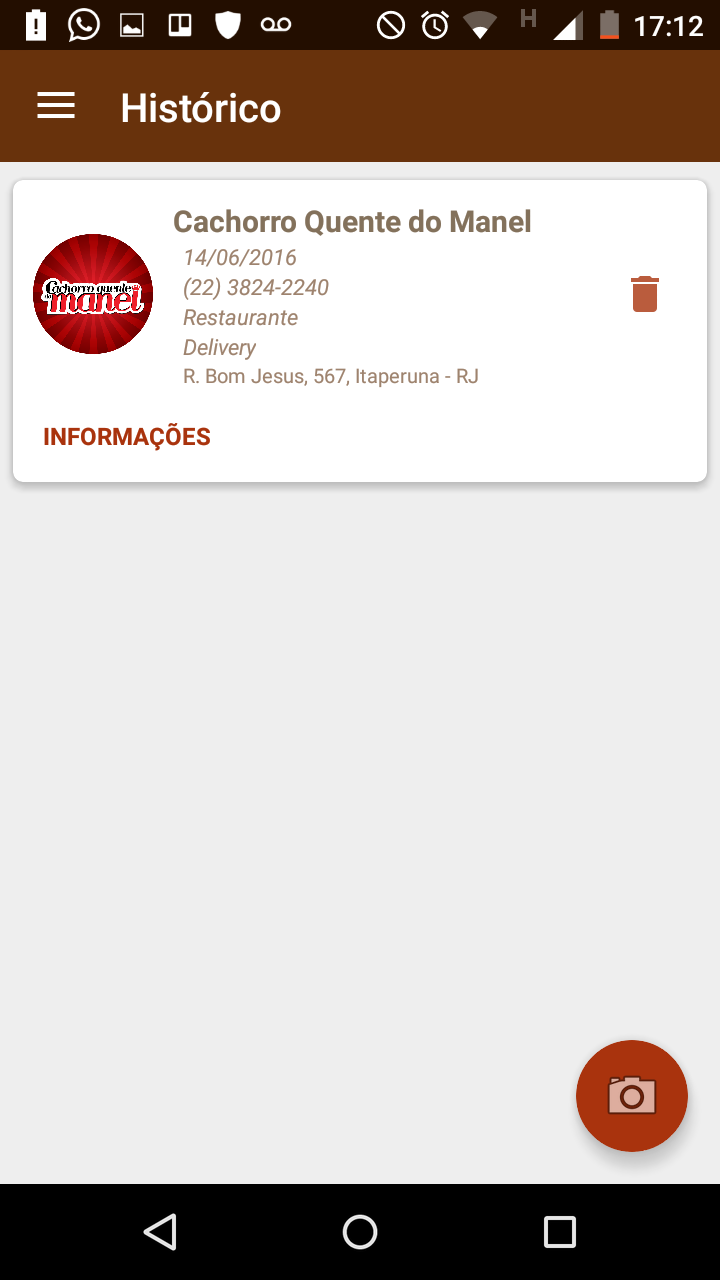 H
17:12
Histórico
Cachorro Quente do Manel
14/06/2016
Cachorro quente
do manel
(22) 3824-2240
Restaurante
Delivery
R. Bom Jesus, 567, Itaperuna - RJ
INFORMAÇÕES